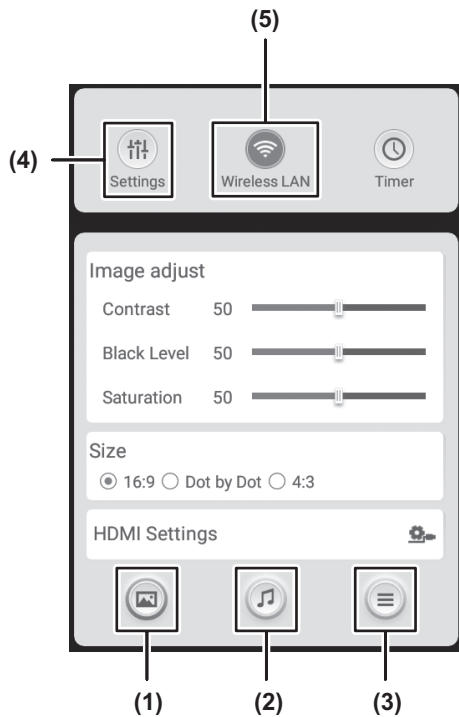 (5)
(4)
Settings
Wireless LAN
Timer
Image adjust
Contrast 50
Black Level 50
Saturation 50
Size
16:9 Dot by Dot 4:3
HDMI Settings
(1) (2) (3)